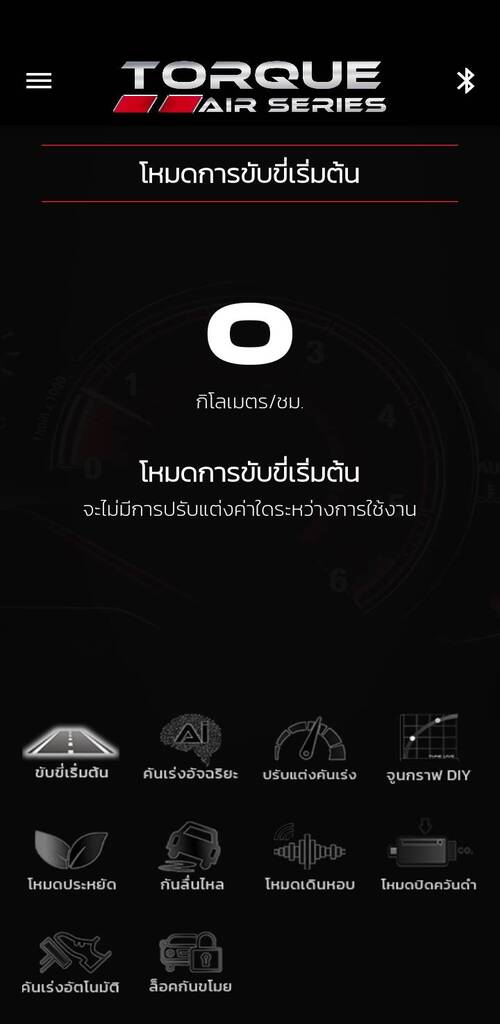 TORQUE
AIR SERIES
โหมดการขับขี่เริ่มต้น
0
กิโลเมตร/ชม.
โหมดการขับขี่เริ่มต้น
จะไม่มีการปรับแต่งค่าใดระหว่างการใช้งาน
0
1
3
4
5
6
ขับขี่เริ่มต้น
Ai
คันเร่งอัจฉริยะ
ปรับแต่งคันเร่ง
TUNE LIVE
จูนกราฟ DIY
โหมดประหยัด
กันลื่นไหล
โหมดเดินหอบ
CO₂
โหมดปิดควันดำ
คันเร่งอัตโนมัติ
ล็อคกันขโมย